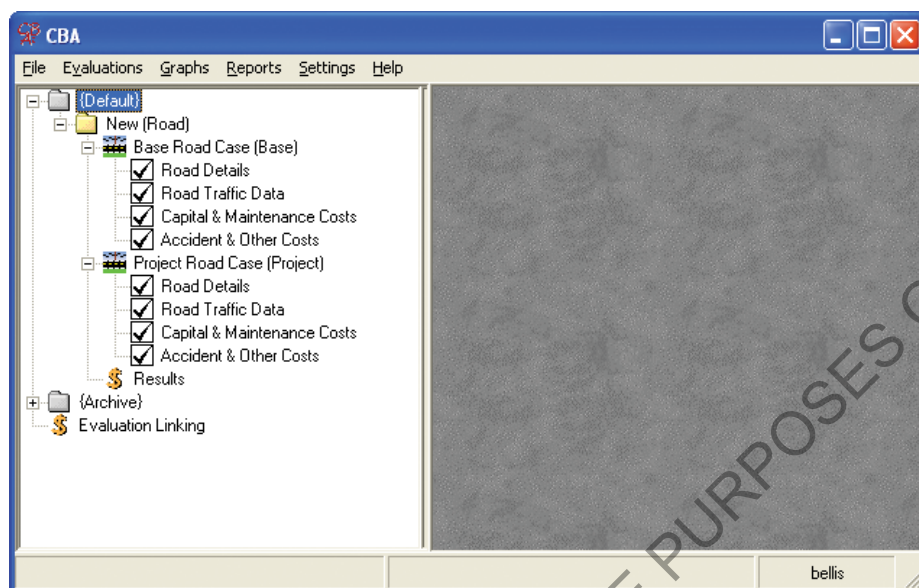 CBA
File Evaluations Graphs Reports Settings Help
{Default}
New (Road)
Base Road Case (Base)
Road Details
Road Traffic Data
Capital & Maintenance Costs
Accident & Other Costs
Project Road Case (Project)
Road Details
Road Traffic Data
Capital & Maintenance Costs
Accident & Other Costs
Results
{Archive}
Evaluation Linking
bellis
PURPOSES